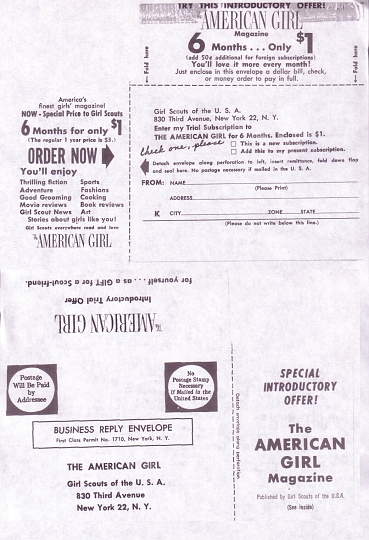 TRY THIS INTRODUCTORY OFFER!
The AMERICAN GIRL
Magazine
6 Months . . . Only $1
(add 50¢ additional for foreign subscriptions)
You'll love it more every month!
Just enclose in this envelope a dollar bill, check,
or money order to pay in full.
Fold here
Fold here
America's
finest girls' magazine!
NOW - Special Price to Girl Scouts
6 Months for only $1
(The regular 1 year price is $3.)
ORDER NOW
You'll enjoy
Thrilling fiction Sports
Adventure Fashions
Good Grooming Cooking
Movie reviews Book reviews
Girl Scout News Art
Stories about girls like you!
Girl Scouts everywhere read and love
The AMERICAN GIRL
Girl Scouts of the U. S. A.
830 Third Avenue, New York 22, N. Y.
Enter my Trial Subscription to
THE AMERICAN GIRL for 6 Months. Enclosed is $1.
check one, please
☐ This is a new subscription.
☐ Add this to my present subscription.
Detach envelope along perforation to left, insert remittance, fold down flap
and seal here. No postage necessary if mailed in the U. S. A.
FROM: NAME
(Please Print)
ADDRESS
K CITY ZONE STATE
(Please do not write below this line.)
for yourself . . . as a GIFT for a Scout-friend.
Introductory Trial Offer
The AMERICAN GIRL
Postage
Will Be Paid
by
Addressee
No
Postage Stamp
Necessary
If Mailed in the
United States
BUSINESS REPLY ENVELOPE
First Class Permit No. 1710, New York, N. Y.
THE AMERICAN GIRL
Girl Scouts of the U. S. A.
830 Third Avenue
New York 22, N. Y.
Detach envelope along perforation
SPECIAL
INTRODUCTORY
OFFER!
The
AMERICAN
GIRL
Magazine
Published by Girl Scouts of the U.S.A.
(See Inside)